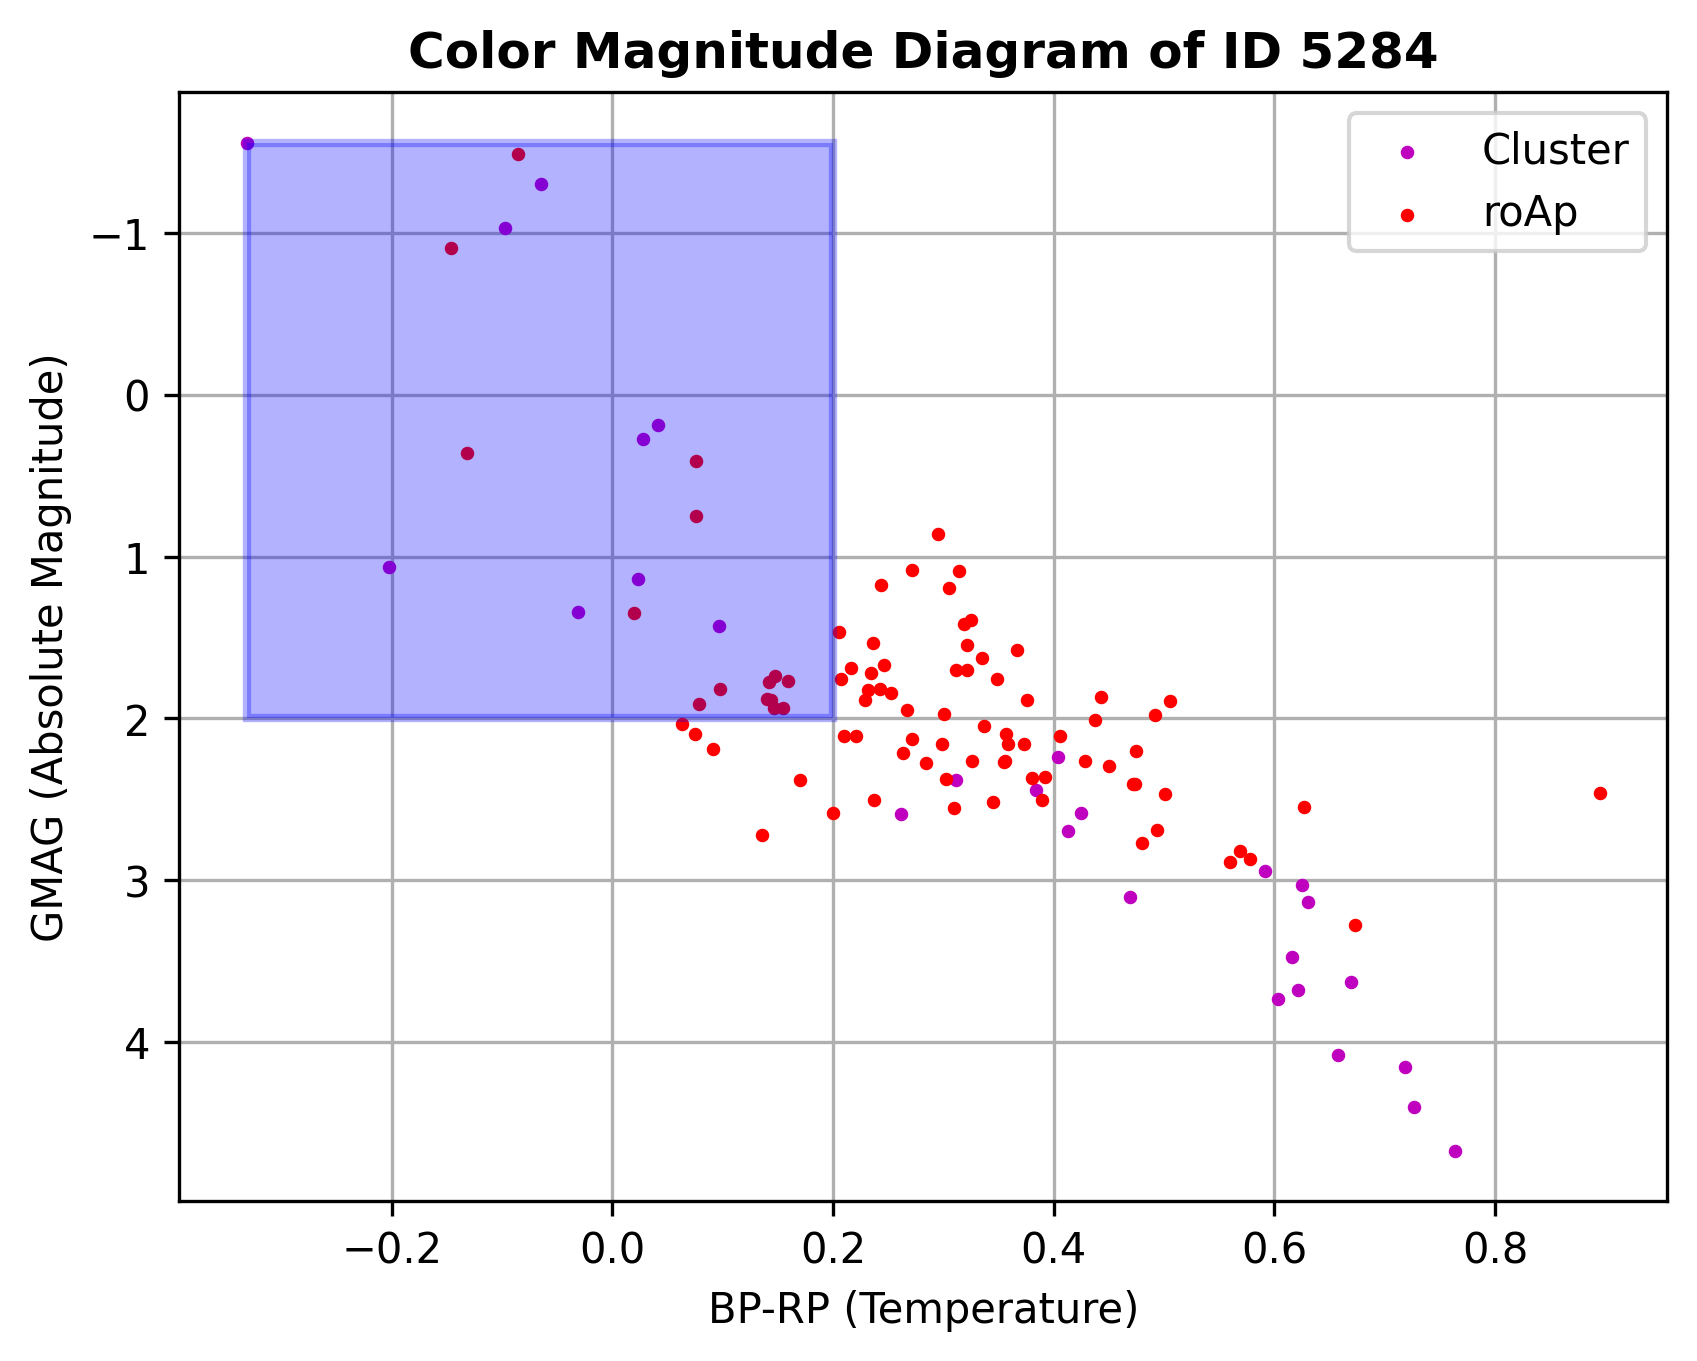 Color Magnitude Diagram of ID 5284
Cluster
roAp
−1
0
1
2
3
4
GMAG (Absolute Magnitude)
−0.2 0.0 0.2 0.4 0.6 0.8
BP-RP (Temperature)